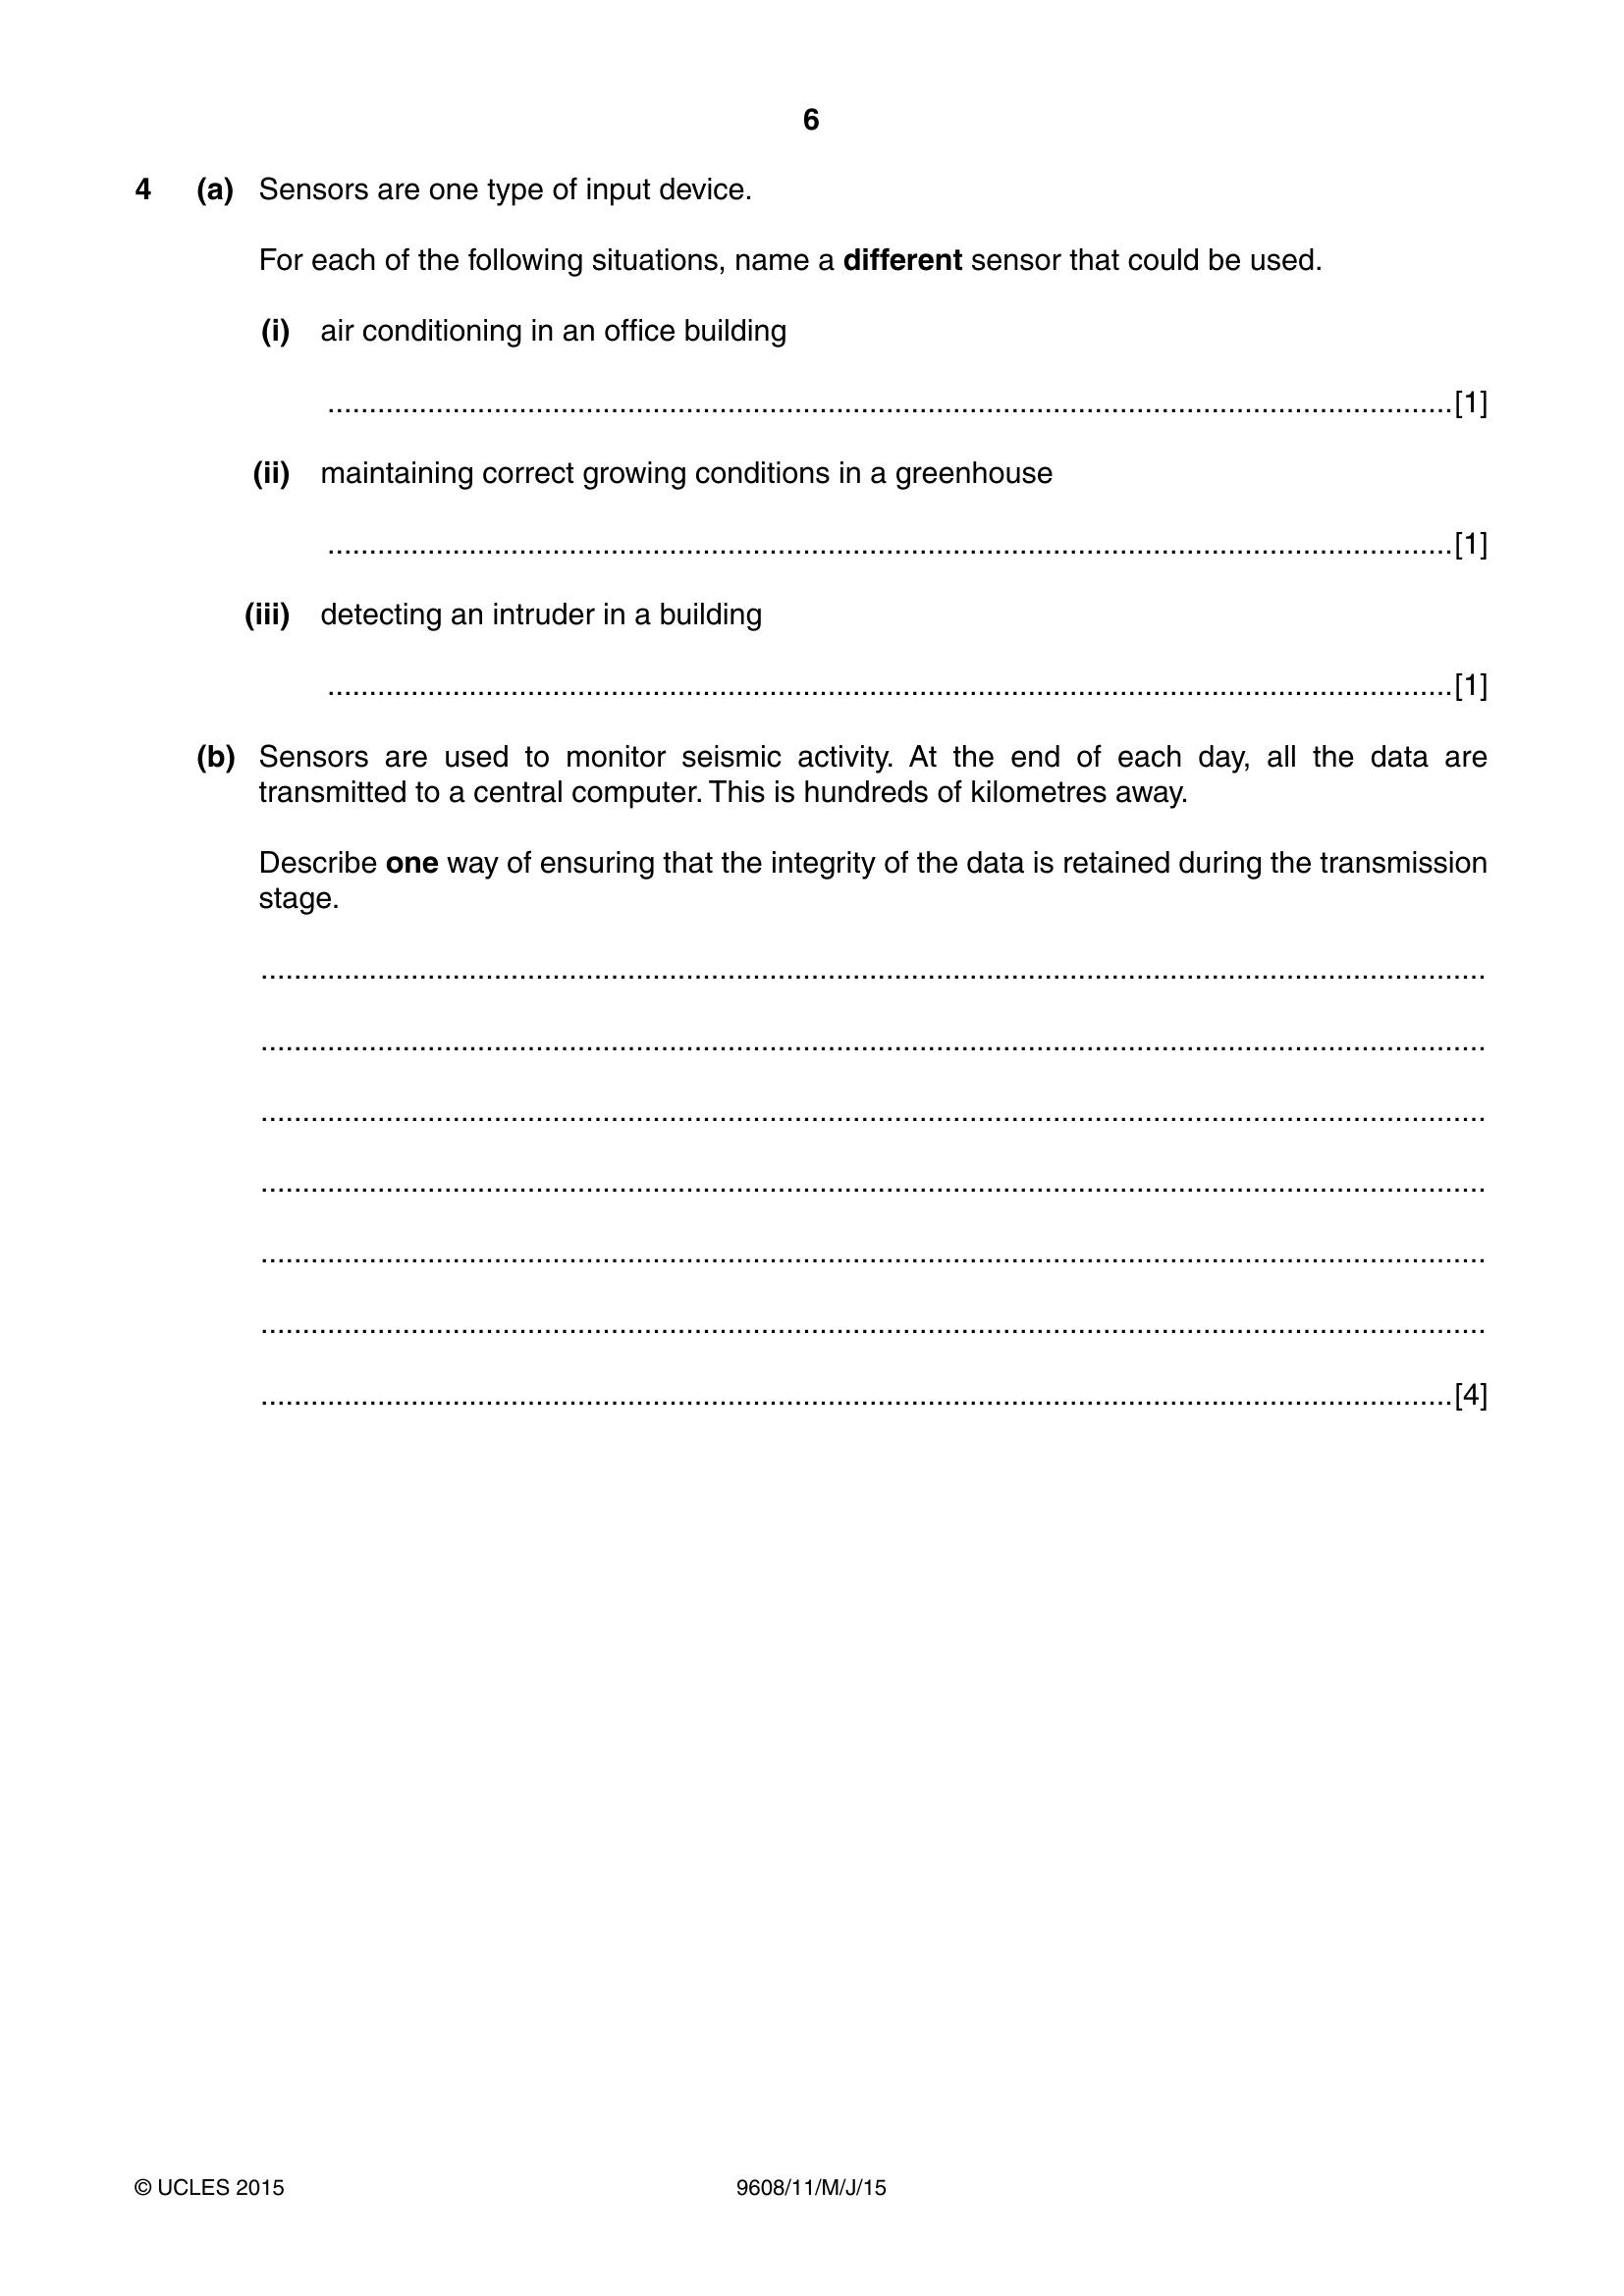 6
4 (a) Sensors are one type of input device.
For each of the following situations, name a different sensor that could be used.
(i) air conditioning in an office building
..........................................................................................................................................[1]
(ii) maintaining correct growing conditions in a greenhouse
..........................................................................................................................................[1]
(iii) detecting an intruder in a building
..........................................................................................................................................[1]
(b) Sensors are used to monitor seismic activity. At the end of each day, all the data are
transmitted to a central computer. This is hundreds of kilometres away.
Describe one way of ensuring that the integrity of the data is retained during the transmission
stage.
...................................................................................................................................................
...................................................................................................................................................
...................................................................................................................................................
...................................................................................................................................................
...................................................................................................................................................
...................................................................................................................................................
...............................................................................................................................................[4]
© UCLES 2015 9608/11/M/J/15